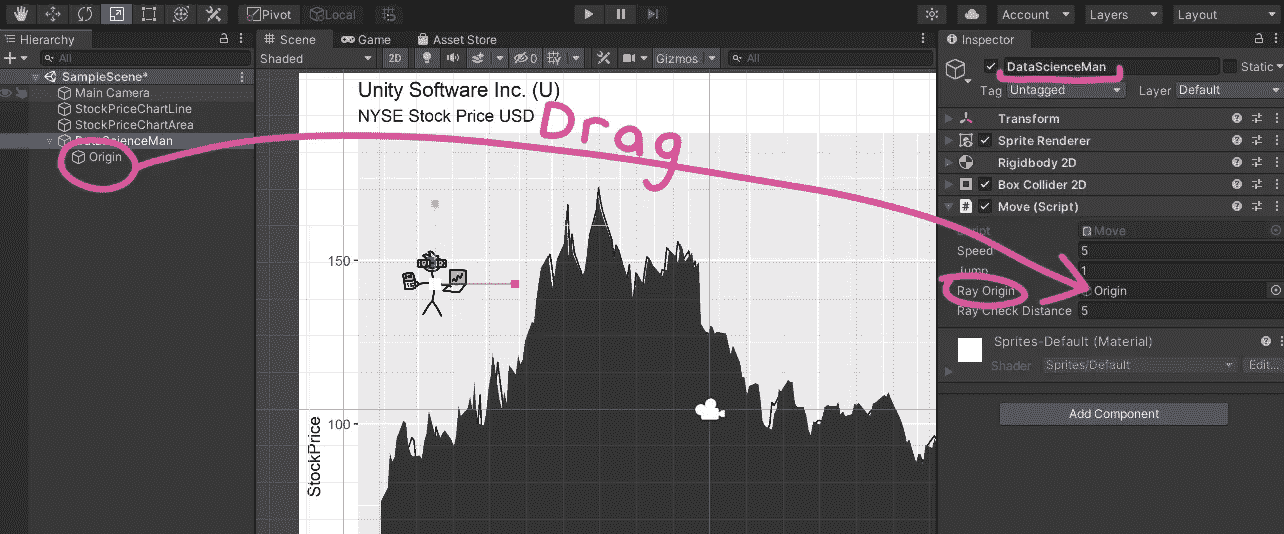 Pivot Local Account Layers Layout
Hierarchy
All
SampleScene*
Main Camera
StockPriceChartLine
StockPriceChartArea
DataScienceMan
Origin
Scene Game Asset Store
Shaded 2D 0 Gizmos All
Unity Software Inc. (U)
NYSE Stock Price USD
Drag
150
100
StockPrice
Inspector
DataScienceMan Static
Tag Untagged Layer Default
Transform
Sprite Renderer
Rigidbody 2D
Box Collider 2D
# Move (Script)
Script Move
Speed 5
Jump 1
Ray Origin Origin
Ray Check Distance 5
Sprites-Default (Material)
Shader Sprites/Default Edit...
Add Component